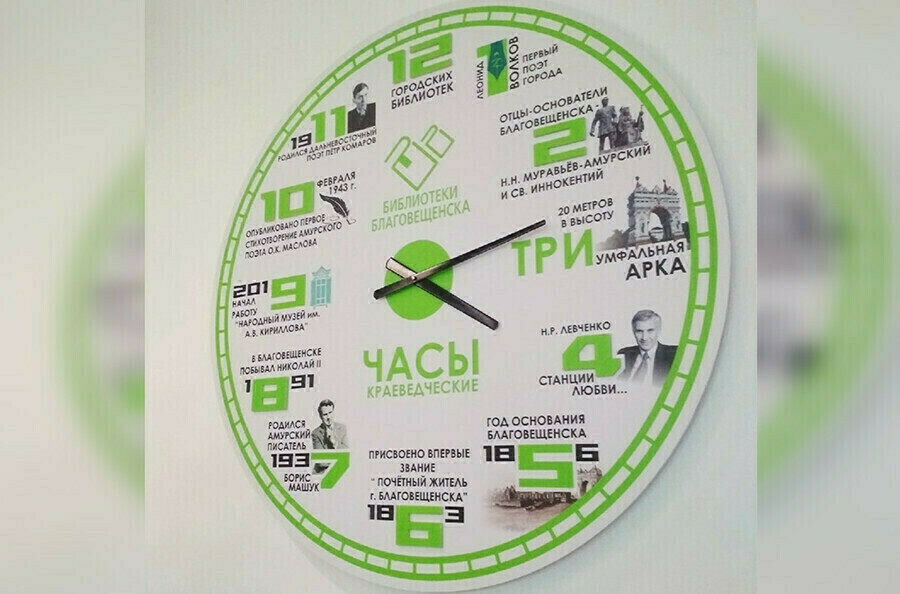 12
ГОРОДСКИХ
БИБЛИОТЕК
1
ЛЕОНИД
ВОЛКОВ
ПЕРВЫЙ
ПОЭТ
ГОРОДА
ОТЦЫ-ОСНОВАТЕЛИ
БЛАГОВЕЩЕНСКА -
2
Н.Н. МУРАВЬЁВ-АМУРСКИЙ
И СВ. ИННОКЕНТИЙ
20 МЕТРОВ
В ВЫСОТУ
ТРИУМФАЛЬНАЯ
АРКА
Н.Р. ЛЕВЧЕНКО
4
СТАНЦИИ
ЛЮБВИ...
ГОД ОСНОВАНИЯ
БЛАГОВЕЩЕНСКА
1856
ПРИСВОЕНО ВПЕРВЫЕ
ЗВАНИЕ
" ПОЧЁТНЫЙ ЖИТЕЛЬ
г. БЛАГОВЕЩЕНСКА"
1863
РОДИЛСЯ
АМУРСКИЙ
ПИСАТЕЛЬ
1937
БОРИС
МАШУК
В БЛАГОВЕЩЕНСКЕ
ПОБЫВАЛ НИКОЛАЙ II
1891
2019
НАЧАЛ
РАБОТУ
"НАРОДНЫЙ МУЗЕЙ им.
А.В. КИРИЛЛОВА"
10 ФЕВРАЛЯ
1943 г.
ОПУБЛИКОВАНО ПЕРВОЕ
СТИХОТВОРЕНИЕ АМУРСКОГО
ПОЭТА О.К. МАСЛОВА
1911
РОДИЛСЯ ДАЛЬНЕВОСТОЧНЫЙ
ПОЭТ ПЁТР КОМАРОВ
БИБЛИОТЕКИ
БЛАГОВЕЩЕНСКА
ЧАСЫ
КРАЕВЕДЧЕСКИЕ